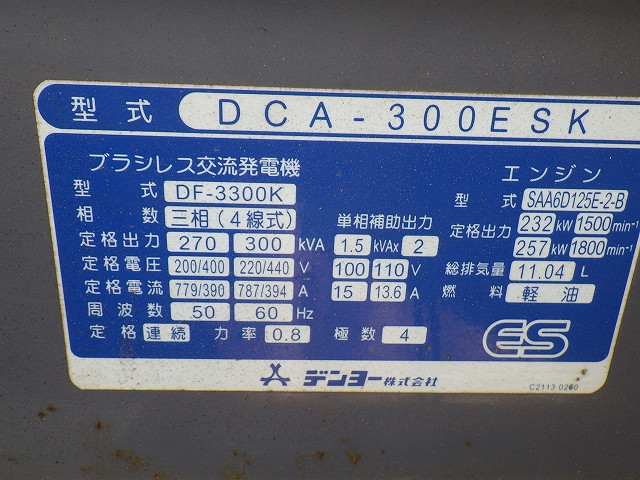 型式 DCA-300ESK
ブラシレス交流発電機
型式 DF-3300K
相数 三相(4線式) 単相補助出力
定格出力 270 300 kVA 1.5 kVAx 2
定格電圧 200/400 220/440 V 100 110 V
定格電流 779/390 787/394 A 15 13.6 A
周波数 50 60 Hz
定格 連続 力率 0.8 極数 4
エンジン
型式 SAA6D125E-2-B
定格出力 232 kW 1500 min⁻¹
257 kW 1800 min⁻¹
総排気量 11.04 L
燃料 軽油
ES
デンヨー株式会社
C2113 0260